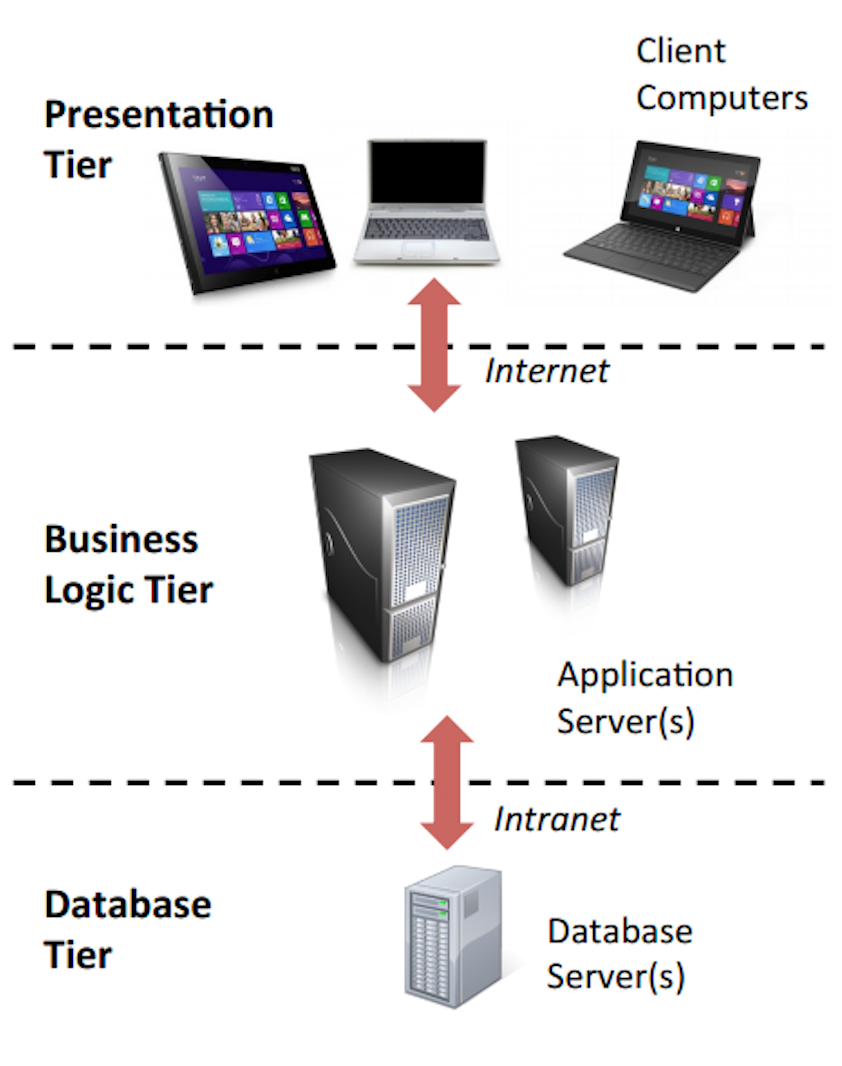 Client
Computers
Presentation
Tier
Internet
Business
Logic Tier
Application
Server(s)
Intranet
Database
Tier
Database
Server(s)